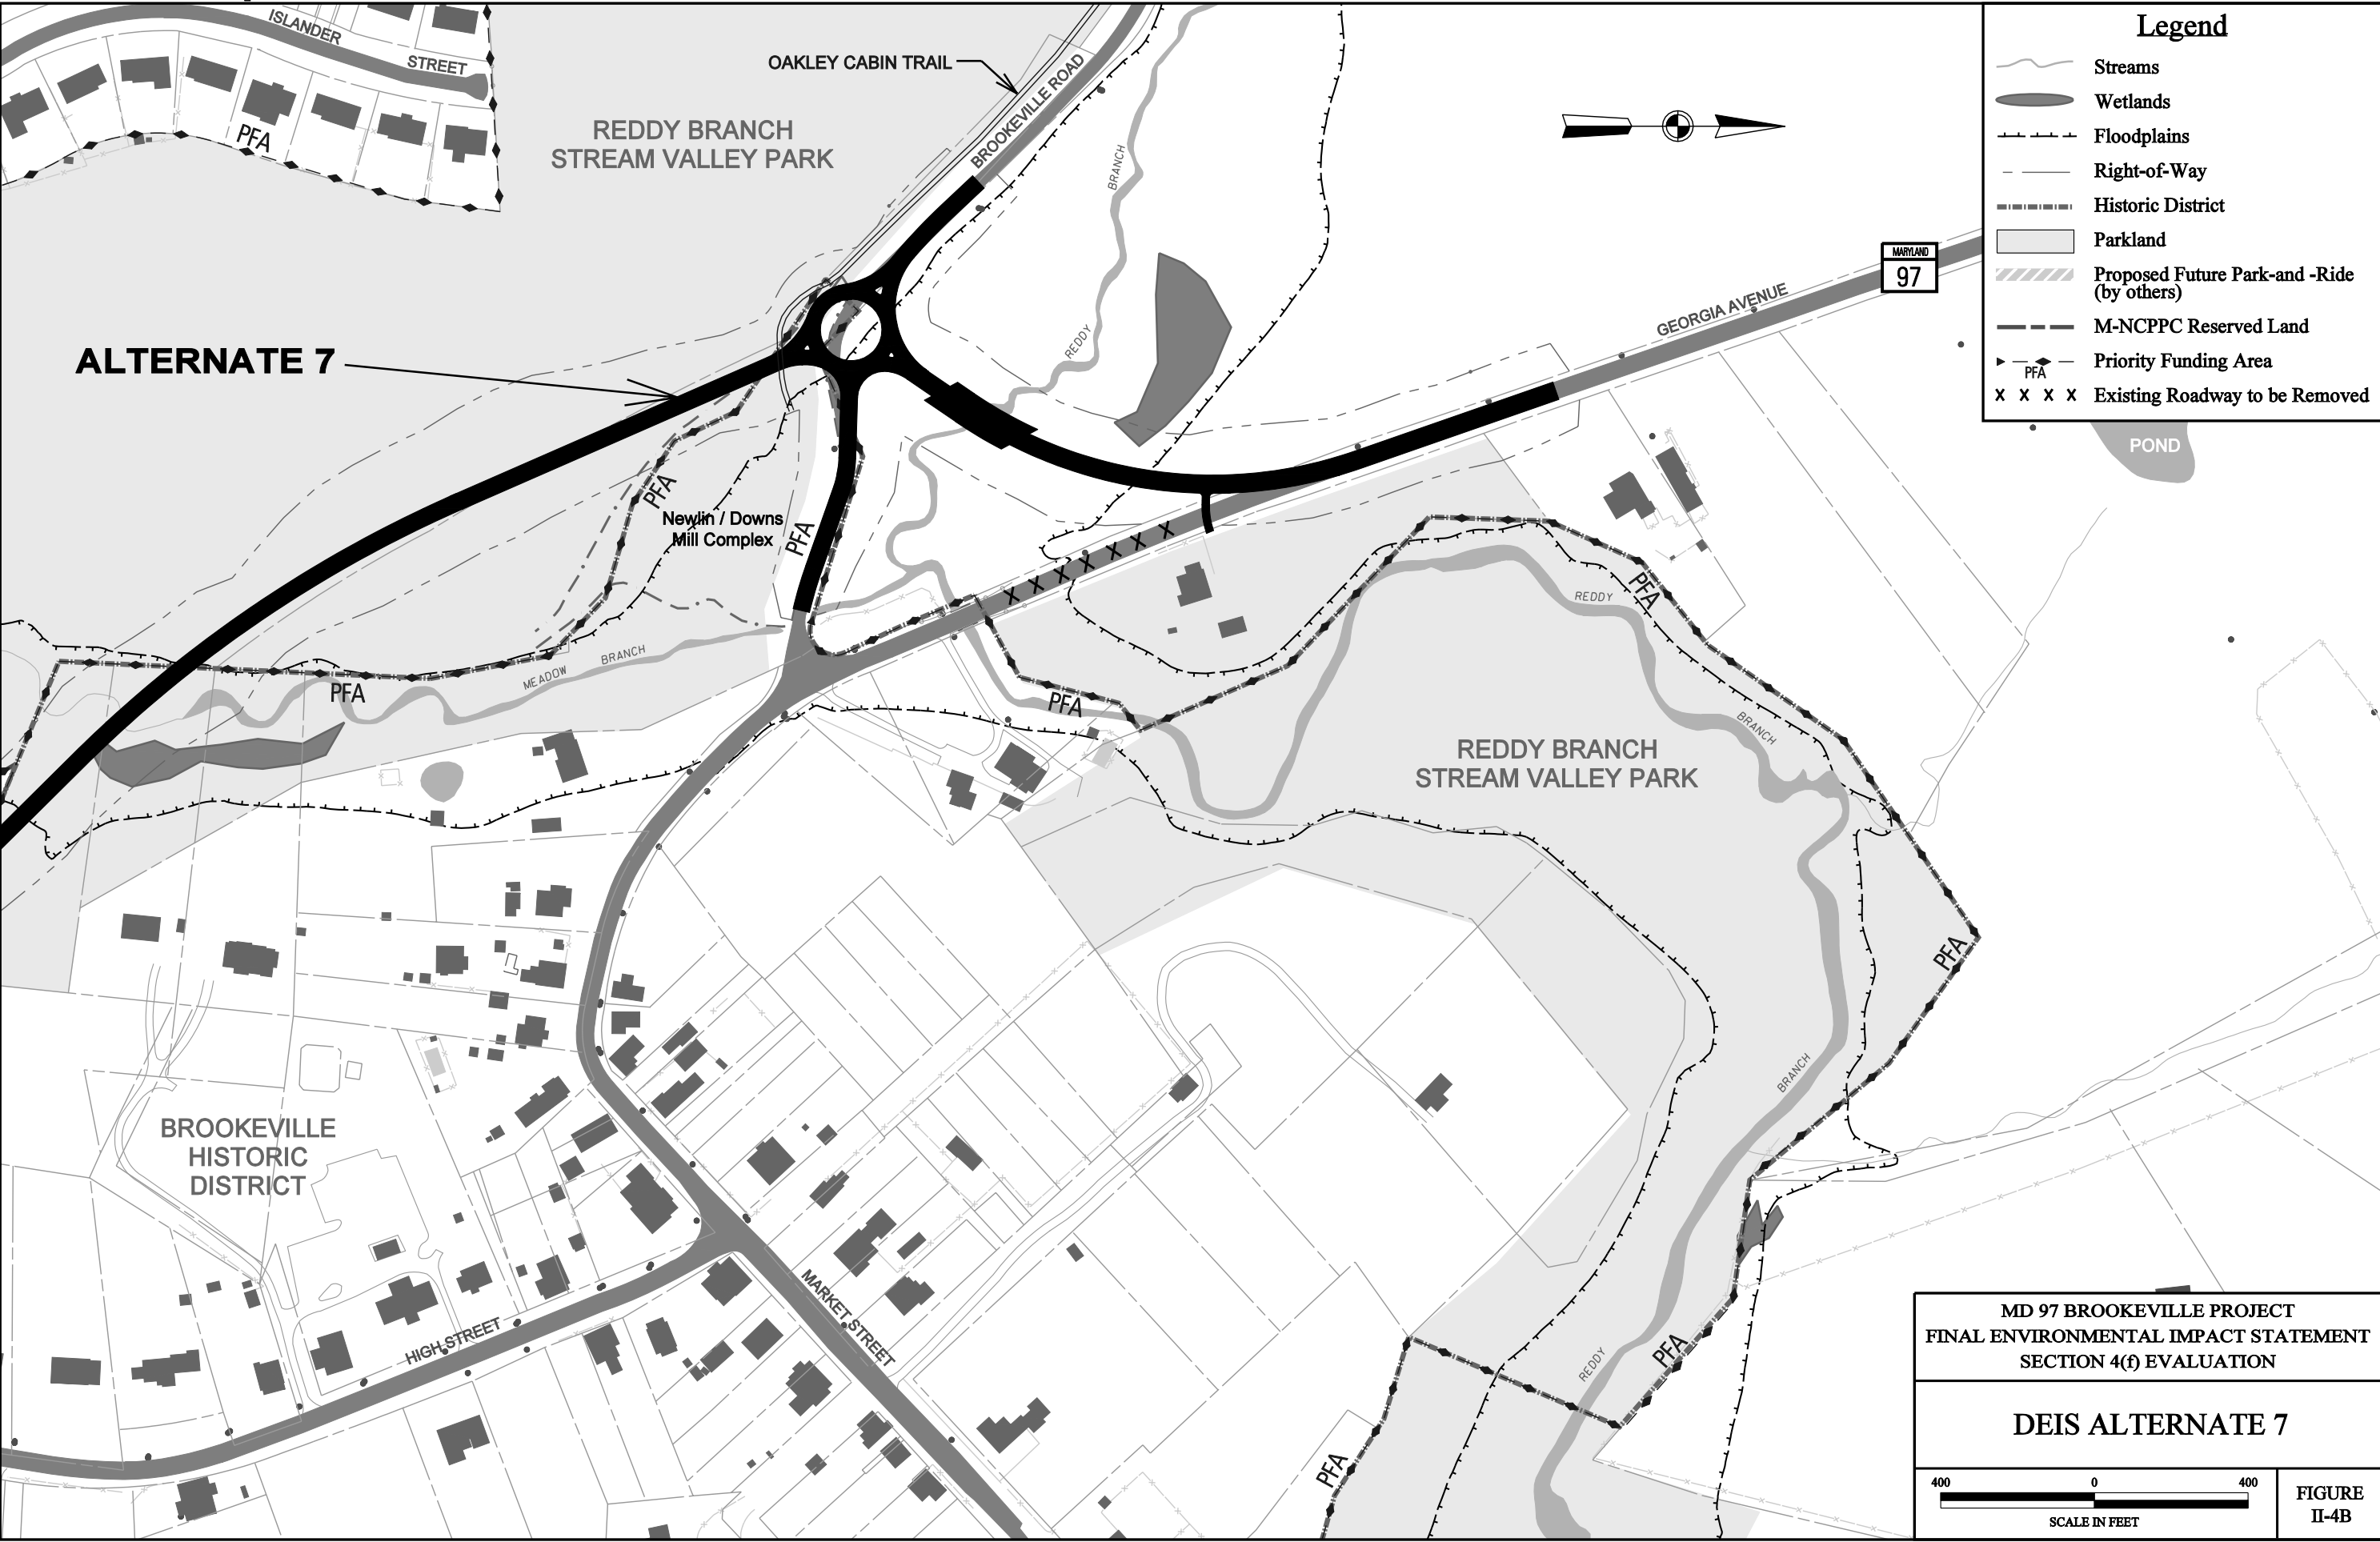 ISLANDER
STREET
PFA
OAKLEY CABIN TRAIL
BROOKEVILLE ROAD
REDDY BRANCH
STREAM VALLEY PARK
BRANCH
REDDY
ALTERNATE 7
PFA
Newlin / Downs
Mill Complex
PFA
MARYLAND
97
GEORGIA AVENUE
Legend
Streams
Wetlands
Floodplains
Right-of-Way
Historic District
Parkland
Proposed Future Park-and -Ride
(by others)
M-NCPPC Reserved Land
PFA
Priority Funding Area
X X X X Existing Roadway to be Removed
POND
X X X X X X X
REDDY
PFA
BRANCH
MEADOW
BRANCH
PFA
PFA
REDDY BRANCH
STREAM VALLEY PARK
PFA
BRANCH
REDDY
PFA
PFA
BROOKEVILLE
HISTORIC
DISTRICT
HIGH STREET
MARKET STREET
MD 97 BROOKEVILLE PROJECT
FINAL ENVIRONMENTAL IMPACT STATEMENT
SECTION 4(f) EVALUATION
DEIS ALTERNATE 7
400 0 400
SCALE IN FEET
FIGURE
II-4B